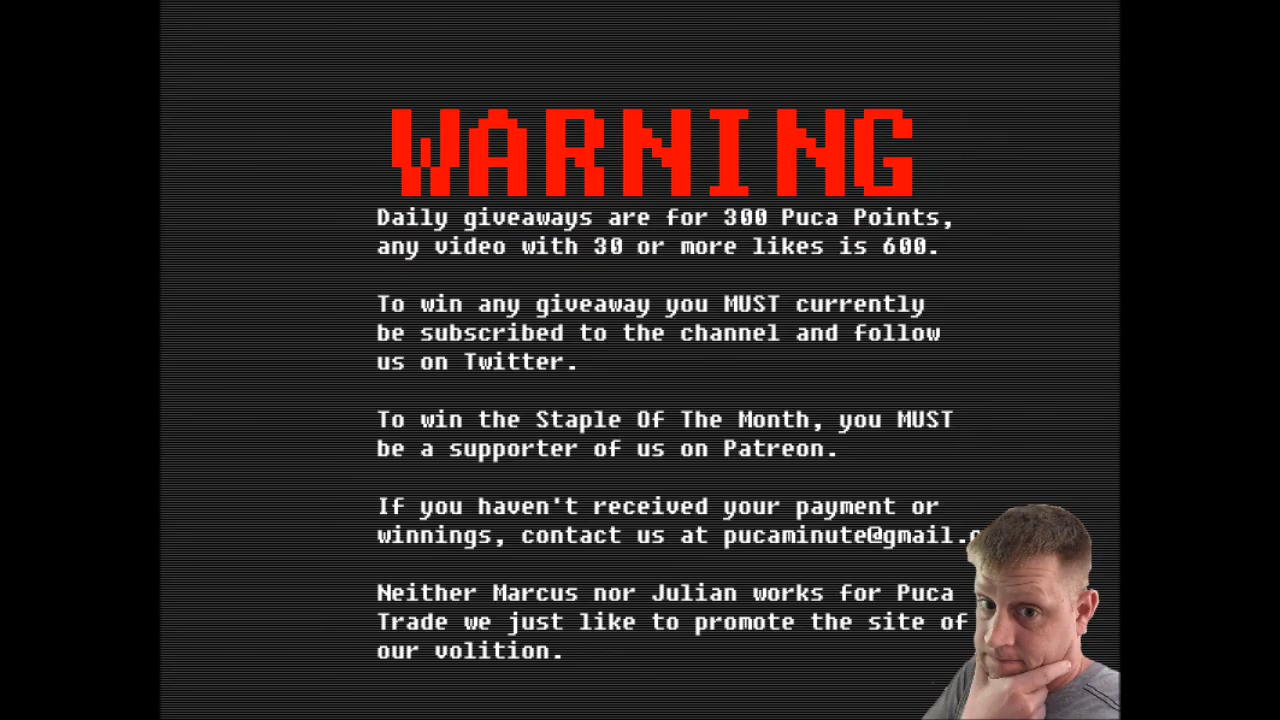 WARNING
Daily giveaways are for 300 Puca Points,
any video with 30 or more likes is 600.
To win any giveaway you MUST currently
be subscribed to the channel and follow
us on Twitter.
To win the Staple Of The Month, you MUST
be a supporter of us on Patreon.
If you haven't received your payment or
winnings, contact us at pucaminute@gmail.c
Neither Marcus nor Julian works for Puca
Trade we just like to promote the site of
our volition.